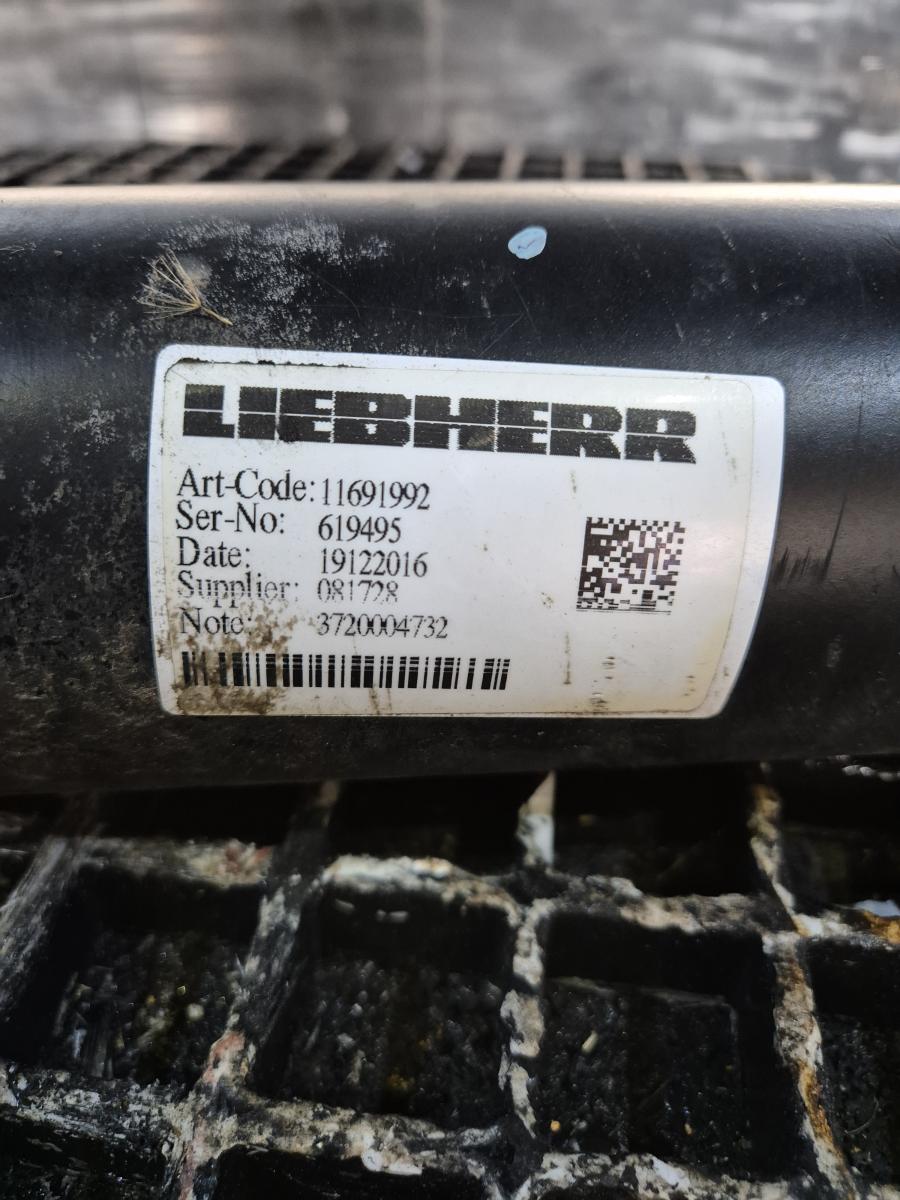 LIEBHERR
Art-Code: 11691992
Ser-No: 619495
Date: 19122016
Supplier: 081728
Note: 3720004732